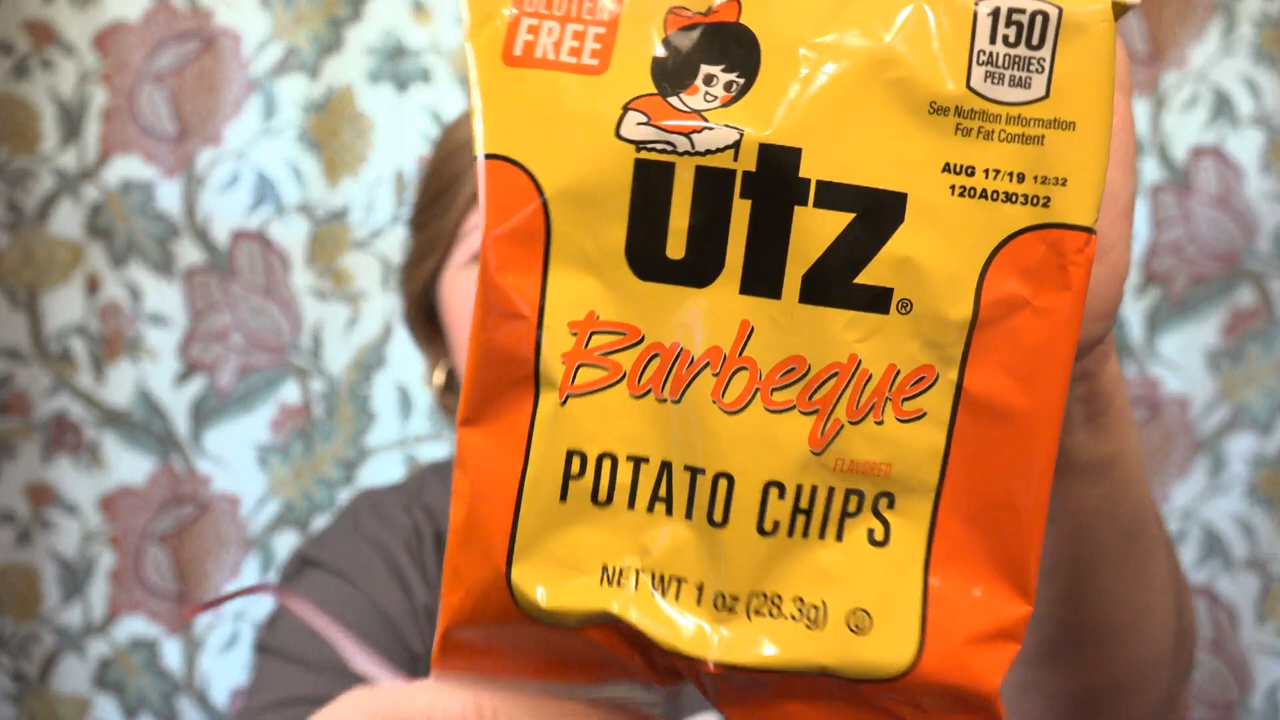 GLUTEN
FREE
150
CALORIES
PER BAG
See Nutrition Information
For Fat Content
AUG 17/19 12:32
120A030302
utz®
Barbeque
FLAVORED
POTATO CHIPS
NET WT 1 oz (28.3g)